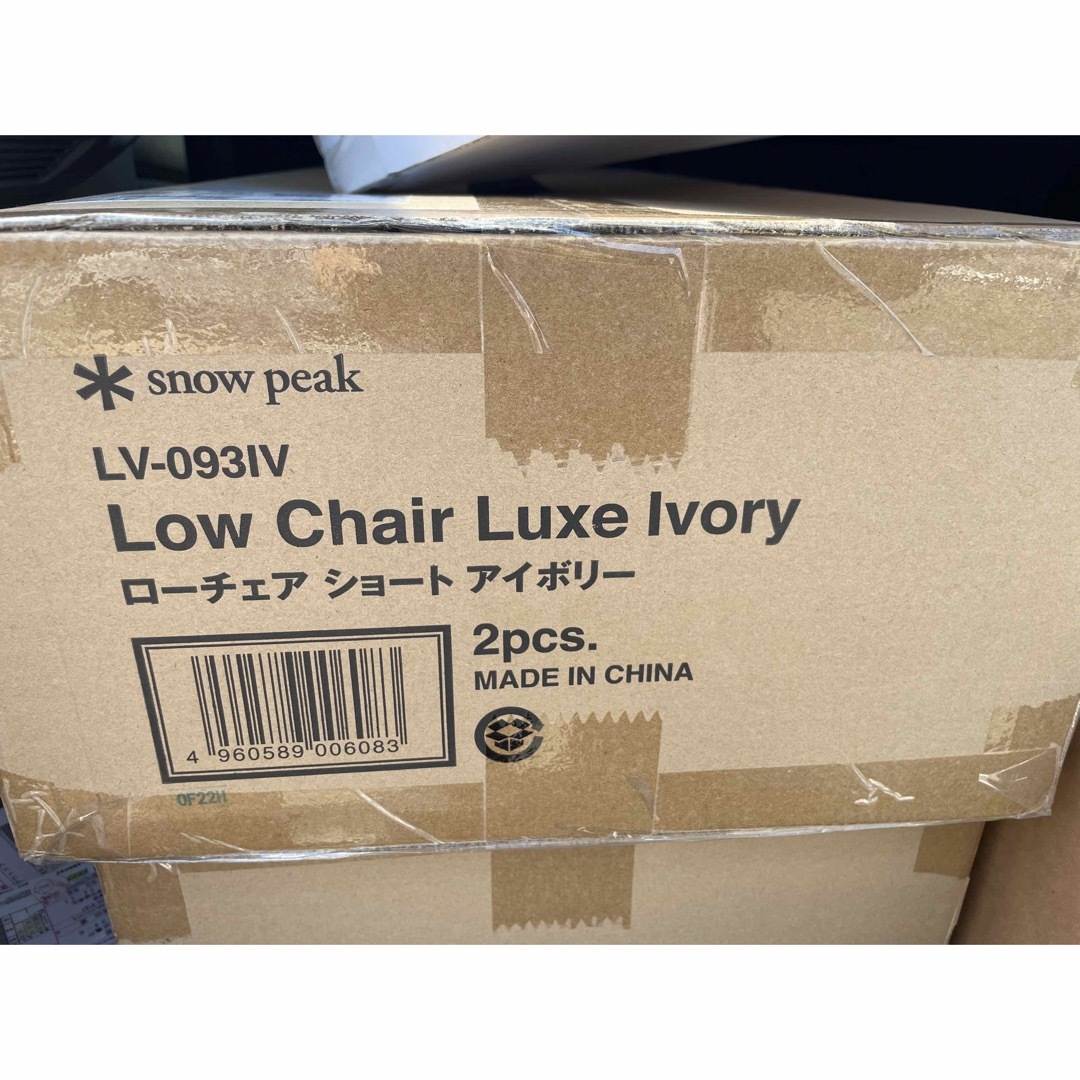 snow peak
LV-093IV
Low Chair Luxe Ivory
ローチェア ショート アイボリー
2pcs.
MADE IN CHINA
4 960589 006083
0F22H